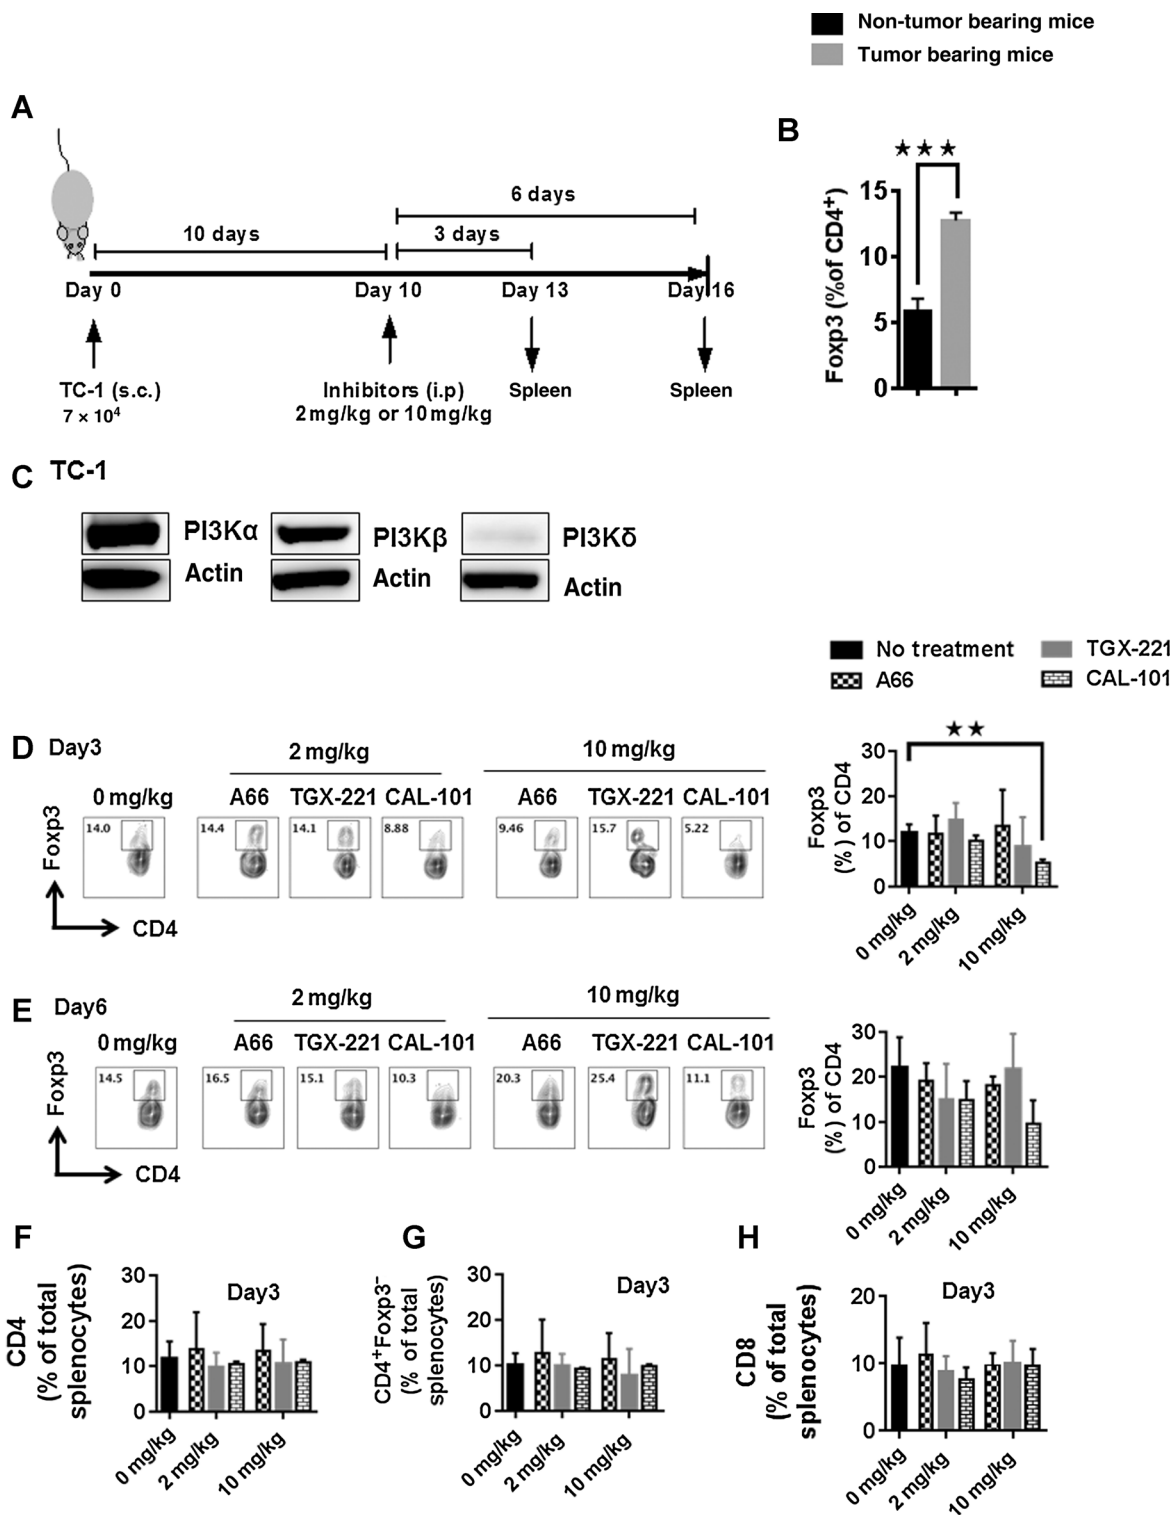 Non-tumor bearing mice
Tumor bearing mice
A
10 days
6 days
3 days
Day 0
Day 10
Day 13
Day 16
TC-1 (s.c.)
7 × 10⁴
Inhibitors (i.p)
2 mg/kg or 10 mg/kg
Spleen
Spleen
B
★★★
Foxp3 (%of CD4⁺)
15
10
5
0
C TC-1
PI3Kα
Actin
PI3Kβ
Actin
PI3Kδ
Actin
No treatment
TGX-221
A66
CAL-101
D Day3
2 mg/kg
10 mg/kg
0 mg/kg
A66 TGX-221 CAL-101
A66 TGX-221 CAL-101
14.0
14.4
14.1
8.88
9.46
15.7
5.22
Foxp3
CD4
★★
Foxp3
(%) of CD4
30
20
10
0
0 mg/kg
2 mg/kg
10 mg/kg
E Day6
2 mg/kg
10 mg/kg
0 mg/kg
A66 TGX-221 CAL-101
A66 TGX-221 CAL-101
14.5
16.5
15.1
10.3
20.3
25.4
11.1
Foxp3
CD4
Foxp3
(%) of CD4
30
20
10
0
0 mg/kg
2 mg/kg
10 mg/kg
F
CD4
(% of total
splenocytes)
Day3
30
20
10
0
0 mg/kg
2 mg/kg
10 mg/kg
G
CD4⁺Foxp3⁻
(% of total
splenocytes)
Day3
30
20
10
0
0 mg/kg
2 mg/kg
10 mg/kg
H
CD8
(% of total
splenocytes)
Day3
20
10
0
0 mg/kg
2 mg/kg
10 mg/kg